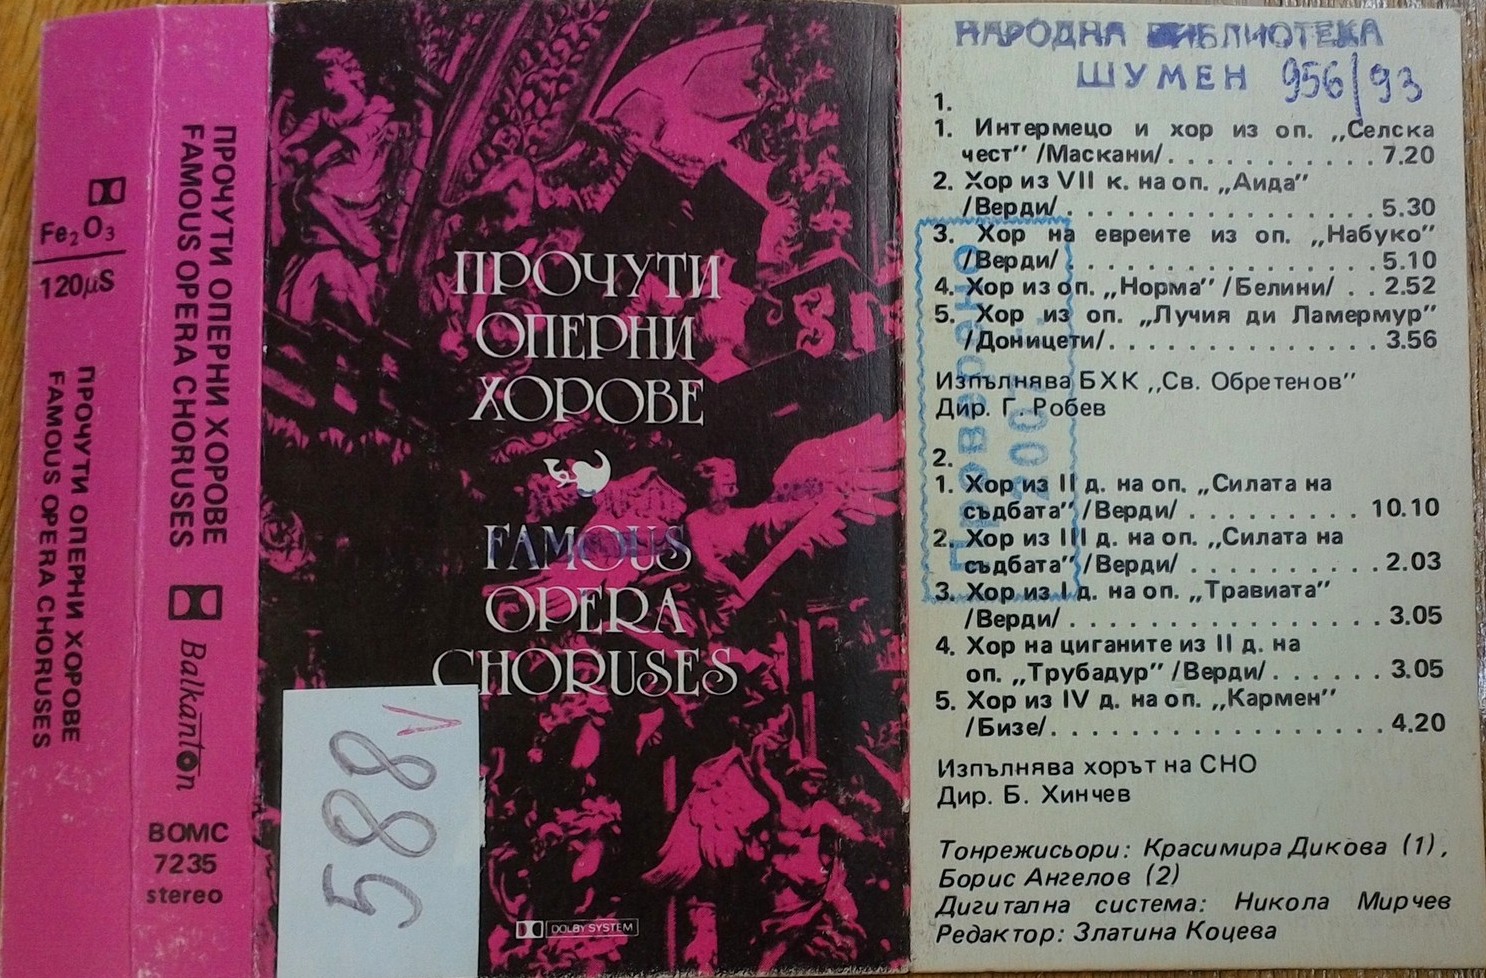 Fe₂O₃
120µS
ПРОЧУТИ ОПЕРНИ ХОРОВЕ
FAMOUS OPERA CHORUSES
ПРОЧУТИ ОПЕРНИ ХОРОВЕ
FAMOUS OPERA CHORUSES
Balkanton
ВОМС
7235
stereo
ПРОЧУТИ
ОПЕРНИ
ХОРОВЕ
FAMOUS
OPERA
CHORUSES
588
V
DOLBY SYSTEM
НАРОДНА БИБЛИОТЕКА
ШУМЕН 956/93
1.
1. Интермецо и хор из оп. „Селска
чест" /Маскани/. . . . . . . . . . . 7.20
2. Хор из VII к. на оп. „Аида"
/Верди/. . . . . . . . . . . . . . . . 5.30
3. Хор на евреите из оп. „Набуко"
/Верди/. . . . . . . . . . . . . . . . 5.10
4. Хор из оп. „Норма" /Белини/ . . 2.52
5. Хор из оп. „Лучия ди Ламермур"
/Доницети/. . . . . . . . . . . . . . 3.56
Изпълнява БХК „Св. Обретенов"
Дир. Г. Робев
Проверено
2.
1. Хор из II д. на оп. „Силата на
съдбата" /Верди/ . . . . . . . . . 10.10
2. Хор из III д. на оп. „Силата на
съдбата" /Верди/ . . . . . . . . . . 2.03
3. Хор из I д. на оп. „Травиата"
/Верди/. . . . . . . . . . . . . . . . 3.05
4. Хор на циганите из II д. на
оп. „Трубадур" /Верди/. . . . . . 3.05
5. Хор из IV д. на оп. „Кармен"
/Бизе/. . . . . . . . . . . . . . . . . 4.20
Изпълнява хорът на СНО
Дир. Б. Хинчев
Тонрежисьори: Красимира Дикова (1),
Борис Ангелов (2)
Дигитална система: Никола Мирчев
Редактор: Златина Коцева